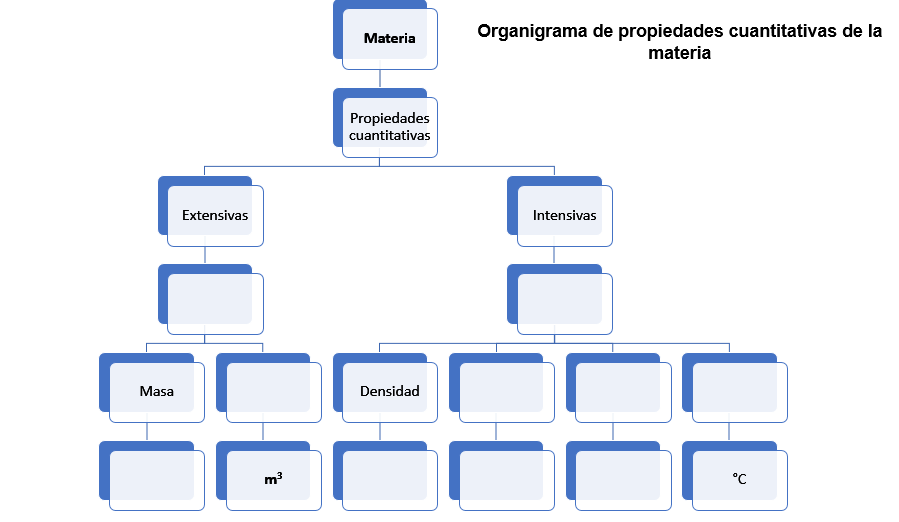 Organigrama de propiedades cuantitativas de la
materia
Materia
Propiedades
cuantitativas
Extensivas
Intensivas
Masa
Densidad
m³
°C